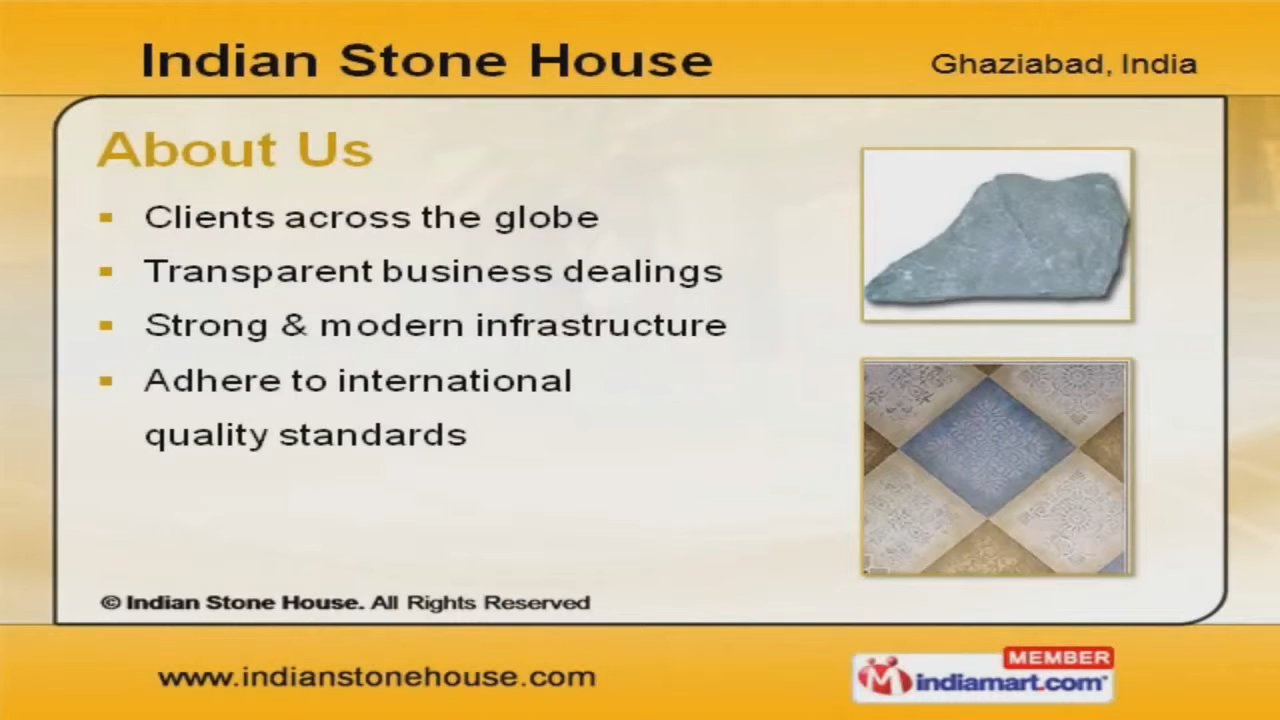 Indian Stone House
Ghaziabad, India
About Us
Clients across the globe
Transparent business dealings
Strong & modern infrastructure
Adhere to international
quality standards
© Indian Stone House. All Rights Reserved
www.indianstonehouse.com
MEMBER
indiamart.com